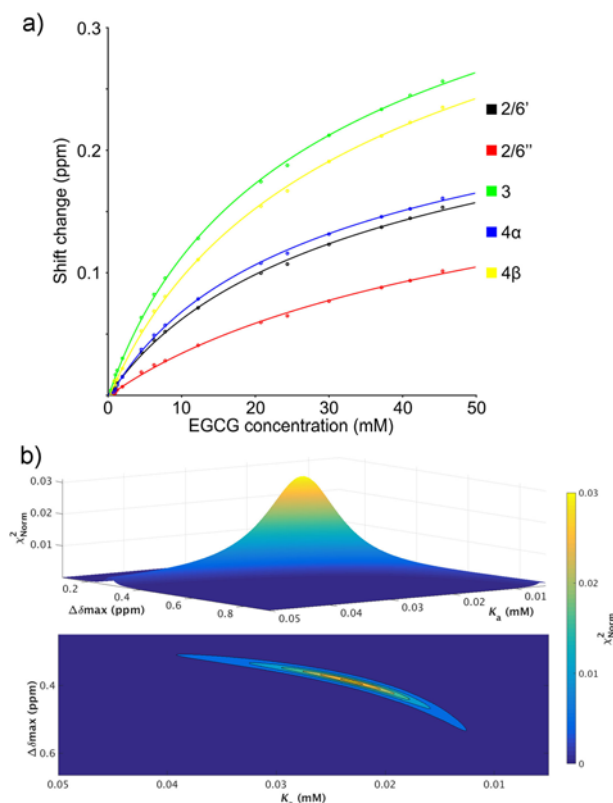 a)
0.3
0.2
0.1
Shift change (ppm)
0 10 20 30 40 50
EGCG concentration (mM)
2/6'
2/6''
3
4α
4β
b)
0.03
0.02
0.01
χ²Norm
0.2 0.4 0.6 0.8
Δδmax (ppm)
0.05 0.04 0.03 0.02 0.01
Ka (mM)
0.03
0.02
0.01
0
χ²Norm
0.4
0.6
Δδmax (ppm)
0.05 0.04 0.03 0.02 0.01
Ka (mM)